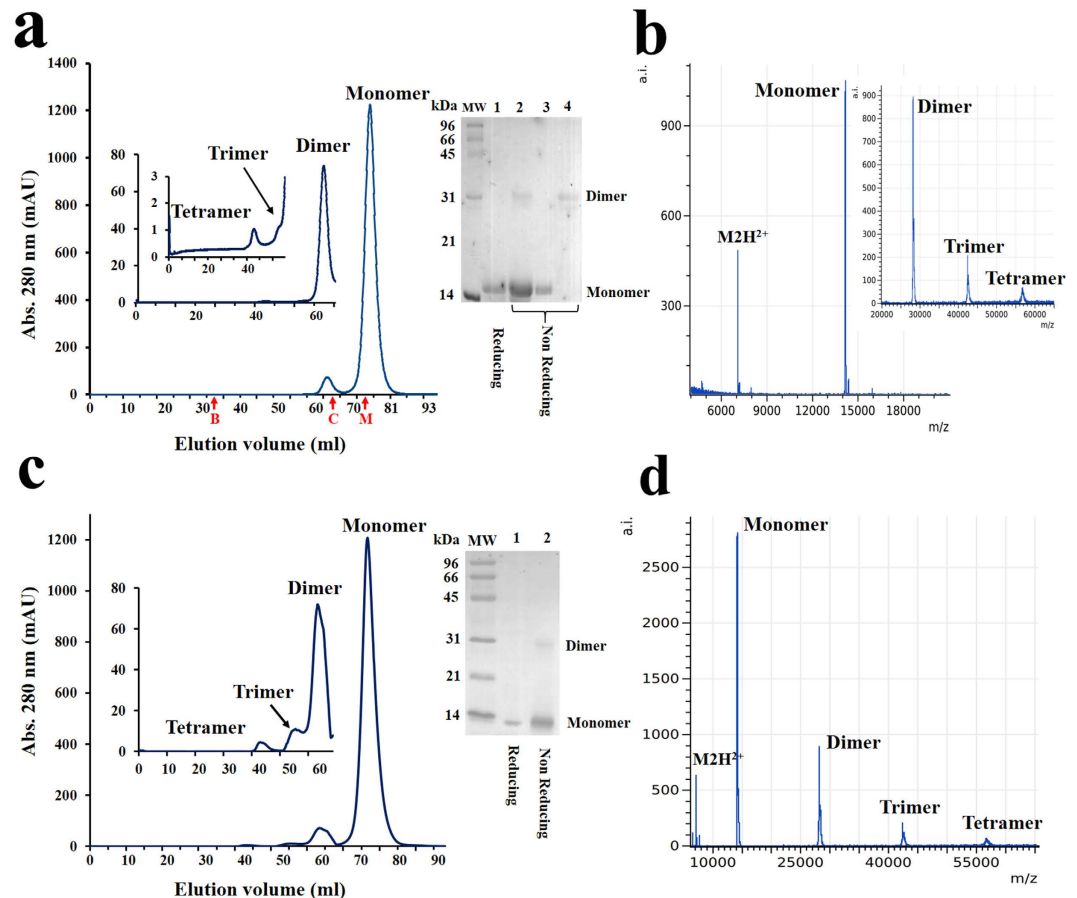 a
1400
1200
1000
800
600
400
200
0
Abs. 280 nm (mAU)
Monomer
Dimer
Trimer
Tetramer
80
60
40
20
0
3
2
1
0
0 20 40 60
0 20 40 60
0 10 20 30 40 50 60 70 81 93
B C M
Elution volume (ml)
kDa MW 1 2 3 4
96
66
45
31
21
14
Dimer
Monomer
Reducing
Non Reducing
b
a.i.
900
600
300
Monomer
M2H²⁺
6000 9000 12000 15000 18000
m/z
a.i.
900
800
700
600
500
400
300
200
100
0
Dimer
Trimer
Tetramer
20000 30000 40000 50000 60000
m/z
c
1200
1000
800
600
400
200
0
Abs. 280 nm (mAU)
Monomer
Dimer
Trimer
Tetramer
80
60
40
20
0
0 10 20 30 40 50 60
0 10 20 30 40 50 60 70 80 90
Elution volume (ml)
kDa MW 1 2
96
66
45
31
21
14
Dimer
Monomer
Reducing
Non Reducing
d
a.i.
2500
2000
1500
1000
500
0
Monomer
M2H²⁺
Dimer
Trimer
Tetramer
10000 25000 40000 55000
m/z